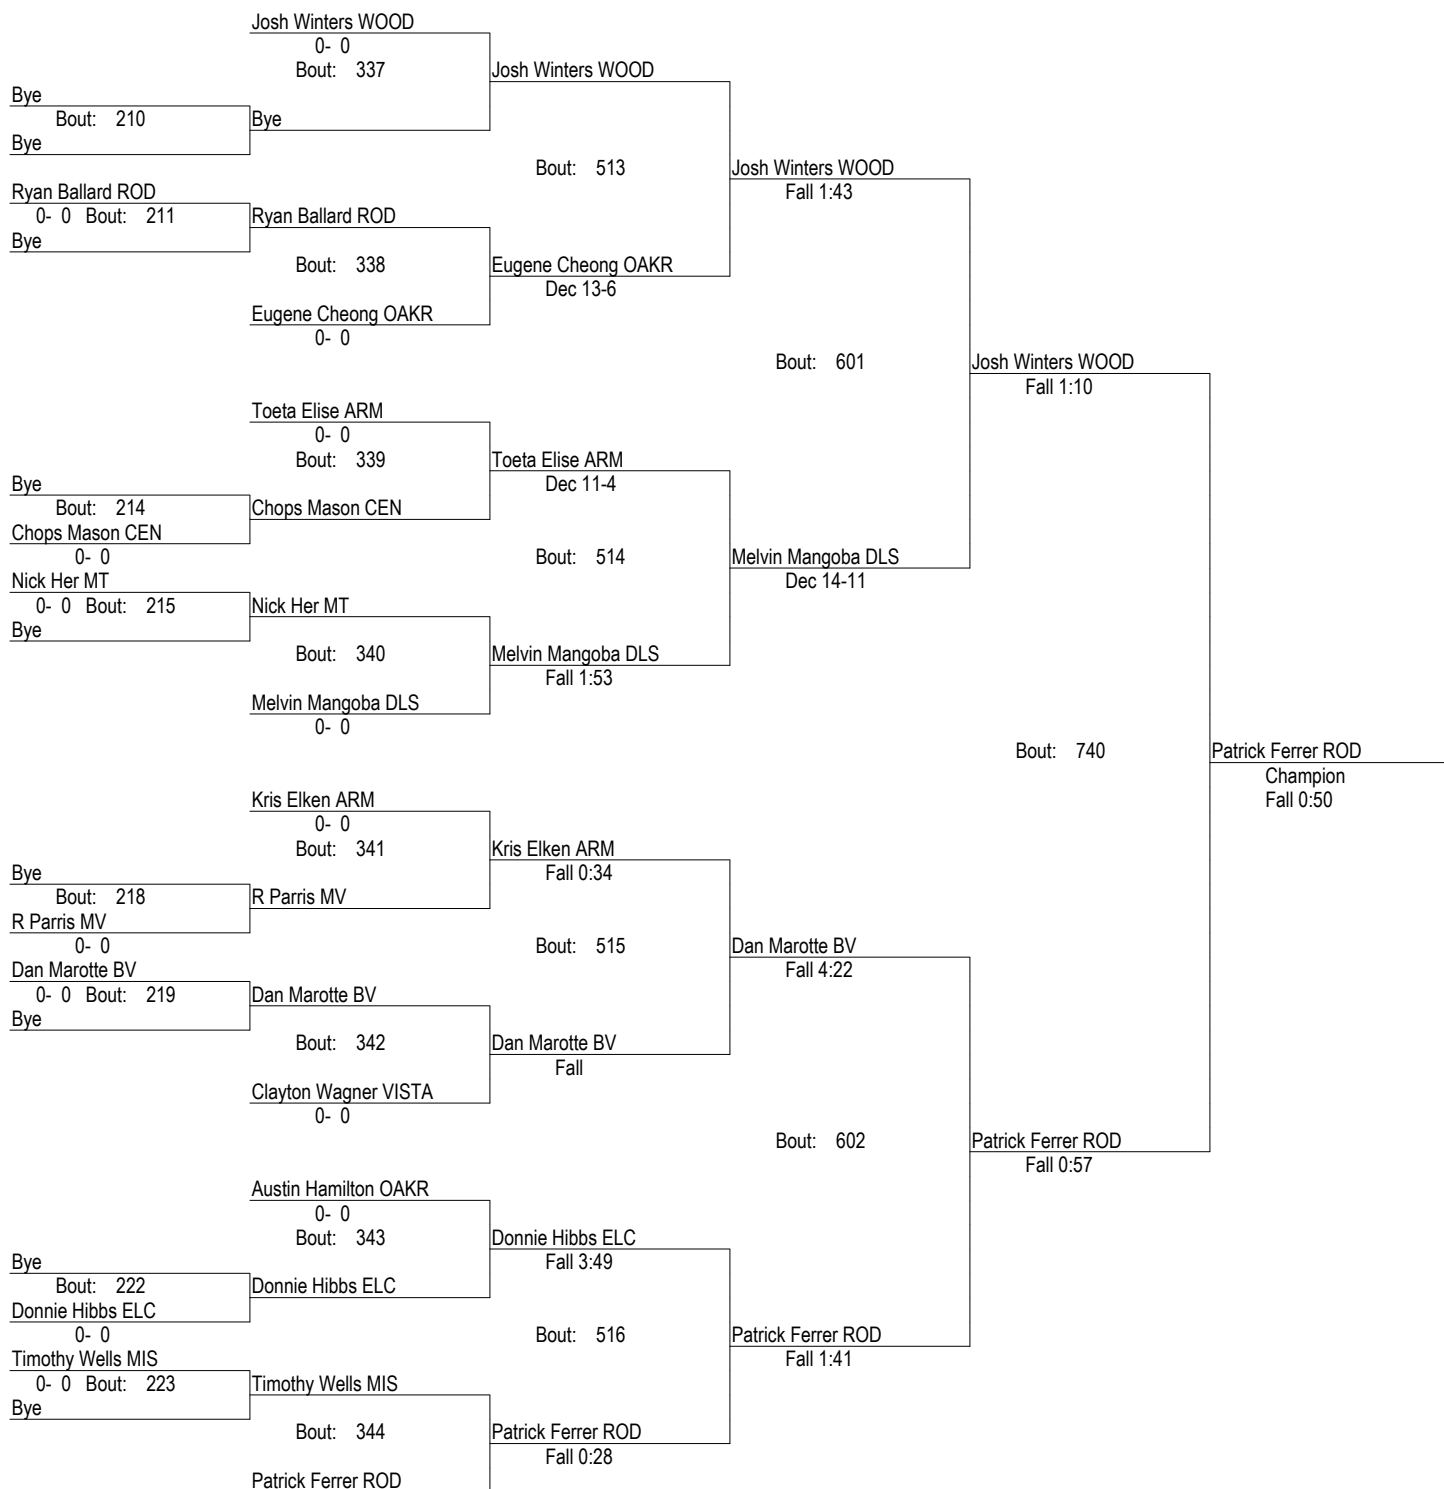 Josh Winters WOOD
0- 0
Bout: 337
Josh Winters WOOD
Bye
Bout: 210
Bye
Bye
Bout: 513
Josh Winters WOOD
Fall 1:43
Ryan Ballard ROD
0- 0 Bout: 211
Ryan Ballard ROD
Bye
Bout: 338
Eugene Cheong OAKR
Dec 13-6
Eugene Cheong OAKR
0- 0
Bout: 601
Josh Winters WOOD
Fall 1:10
Toeta Elise ARM
0- 0
Bout: 339
Toeta Elise ARM
Dec 11-4
Bye
Bout: 214
Chops Mason CEN
Chops Mason CEN
0- 0
Bout: 514
Melvin Mangoba DLS
Dec 14-11
Nick Her MT
0- 0 Bout: 215
Nick Her MT
Bye
Bout: 340
Melvin Mangoba DLS
Fall 1:53
Melvin Mangoba DLS
0- 0
Bout: 740
Patrick Ferrer ROD
Champion
Fall 0:50
Kris Elken ARM
0- 0
Bout: 341
Kris Elken ARM
Fall 0:34
Bye
Bout: 218
R Parris MV
R Parris MV
0- 0
Bout: 515
Dan Marotte BV
Fall 4:22
Dan Marotte BV
0- 0 Bout: 219
Dan Marotte BV
Bye
Bout: 342
Dan Marotte BV
Fall
Clayton Wagner VISTA
0- 0
Bout: 602
Patrick Ferrer ROD
Fall 0:57
Austin Hamilton OAKR
0- 0
Bout: 343
Donnie Hibbs ELC
Fall 3:49
Bye
Bout: 222
Donnie Hibbs ELC
Donnie Hibbs ELC
0- 0
Bout: 516
Patrick Ferrer ROD
Fall 1:41
Timothy Wells MIS
0- 0 Bout: 223
Timothy Wells MIS
Bye
Bout: 344
Patrick Ferrer ROD
Fall 0:28
Patrick Ferrer ROD